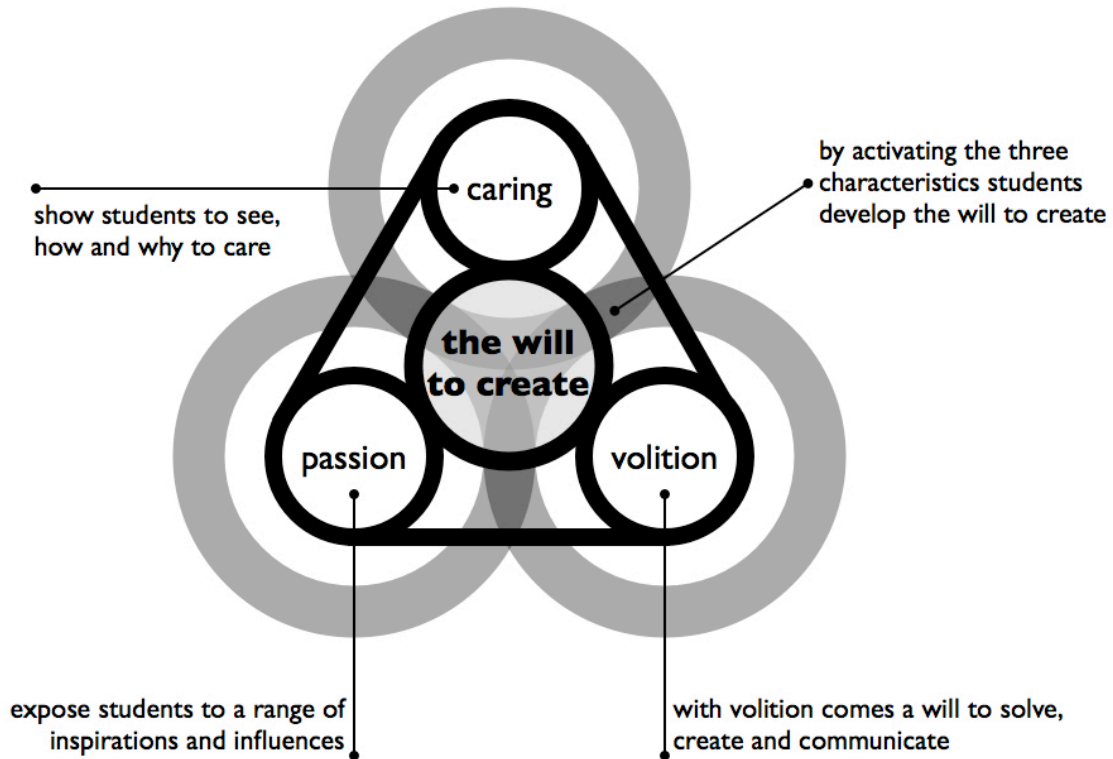 caring
by activating the three
characteristics students
develop the will to create
show students to see,
how and why to care
the will
to create
passion
volition
expose students to a range of
inspirations and influences
with volition comes a will to solve,
create and communicate